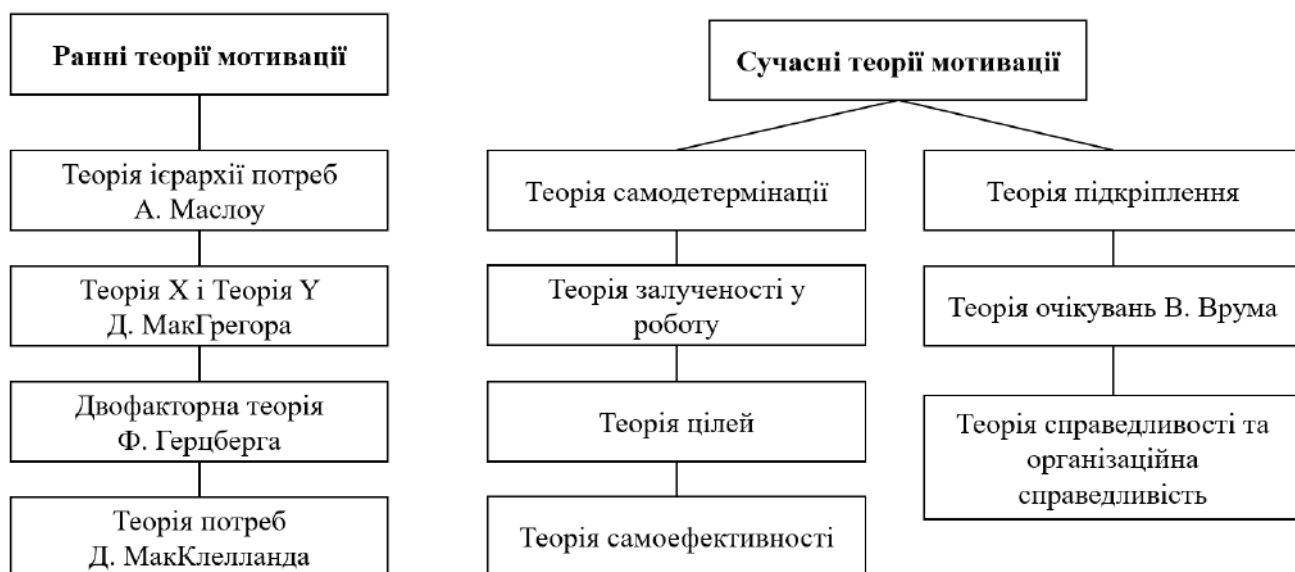 Ранні теорії мотивації
Теорія ієрархії потреб
А. Маслоу
Теорія X і Теорія Y
Д. МакГрегора
Двофакторна теорія
Ф. Герцберга
Теорія потреб
Д. МакКлелланда
Сучасні теорії мотивації
Теорія самодетермінації
Теорія залученості у
роботу
Теорія цілей
Теорія самоефективності
Теорія підкріплення
Теорія очікувань В. Врума
Теорія справедливості та
організаційна
справедливість